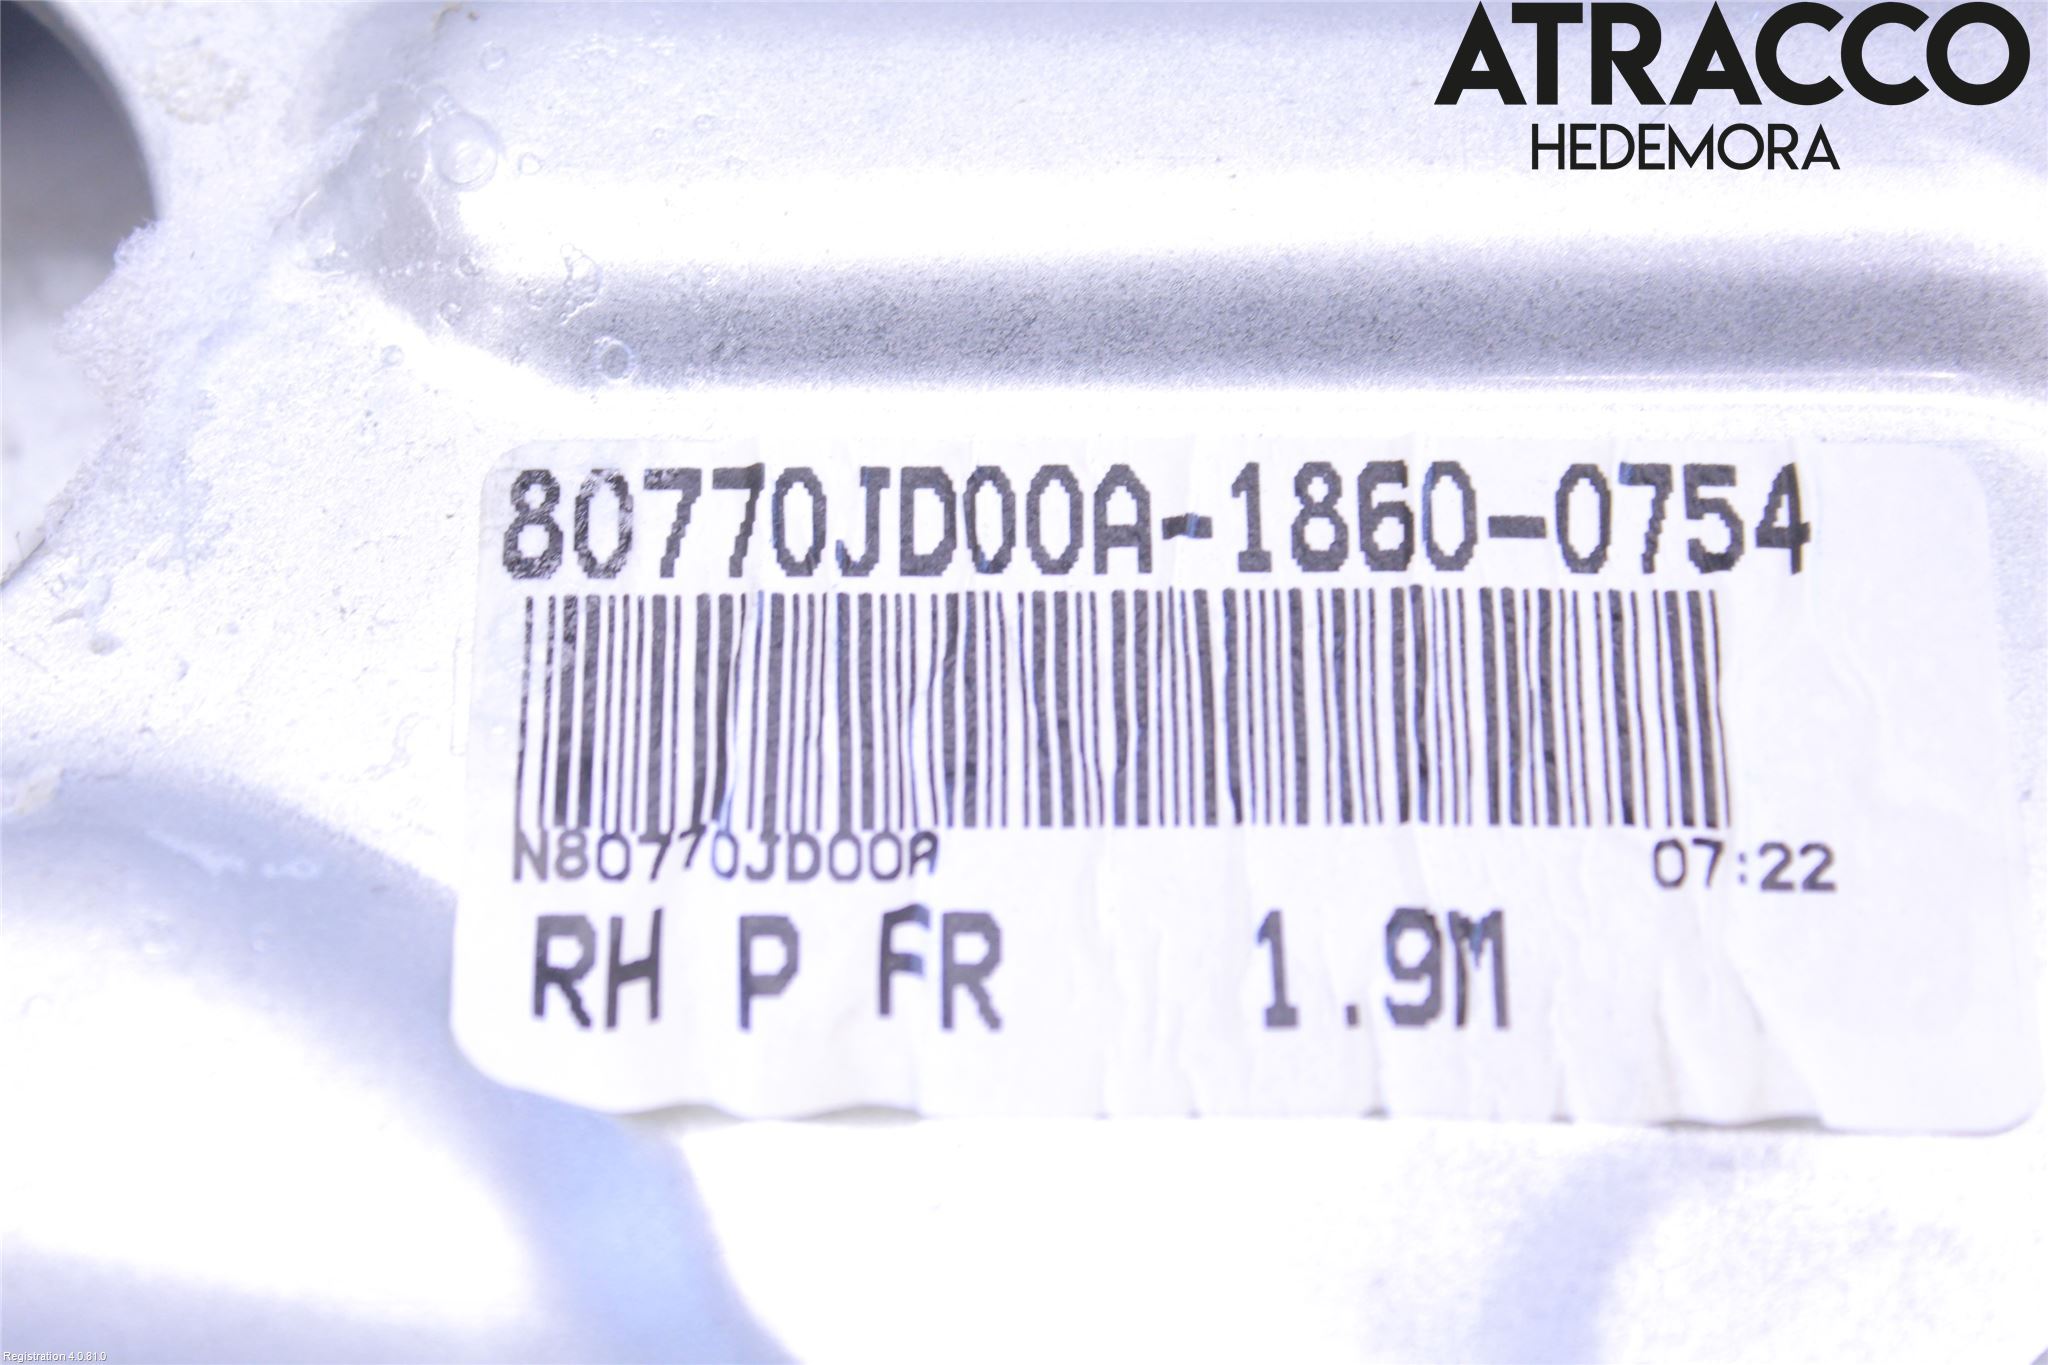 ATRACCO
HEDEMORA
80770JD00A-1860-0754
N80770JD00A 07:22
RH P FR 1.9M
Registration 4.0.81.0